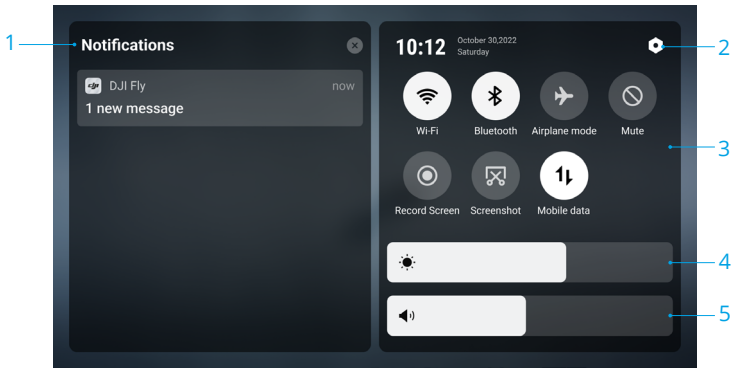 1
Notifications
dji DJI Fly now
1 new message
10:12 October 30,2022
Saturday
2
Wi-Fi Bluetooth Airplane mode Mute
3
Record Screen Screenshot Mobile data
4
5